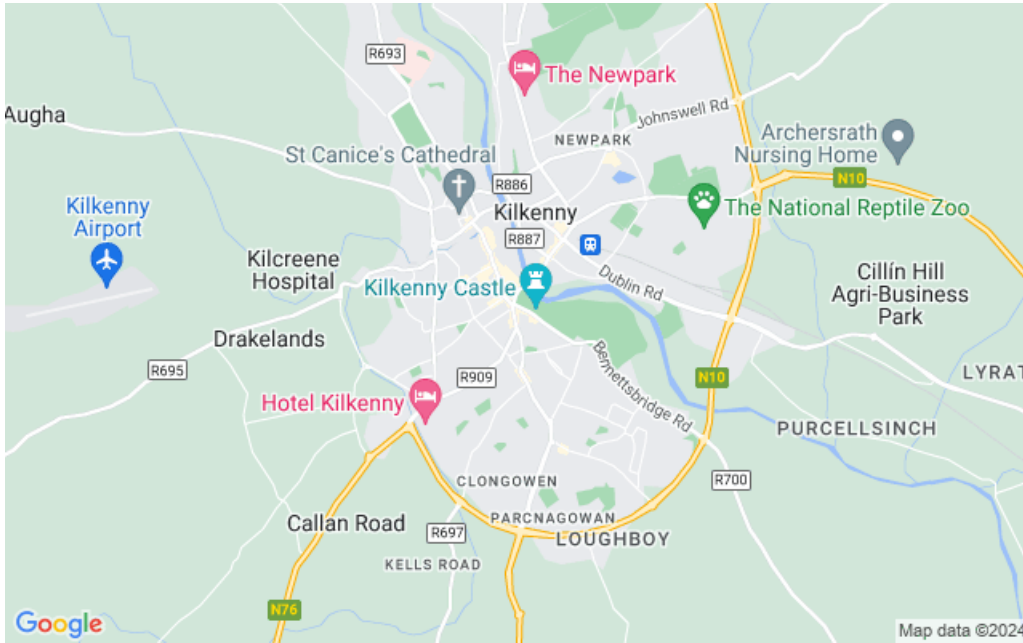 R693
The Newpark
Augha
Johnswell Rd
NEWPARK
Archersrath
Nursing Home
St Canice's Cathedral
R886
N10
Kilkenny
Airport
Kilkenny
The National Reptile Zoo
R887
Kilcreene
Hospital
Kilkenny Castle
Dublin Rd
Cillín Hill
Agri-Business
Park
Drakelands
R695
R909
Bennettsbridge Rd
N10
LYRAT
Hotel Kilkenny
PURCELLSINCH
CLONGOWEN
R700
Callan Road
PARCNAGOWAN
R697
LOUGHBOY
KELLS ROAD
N76
Google
Map data ©2024